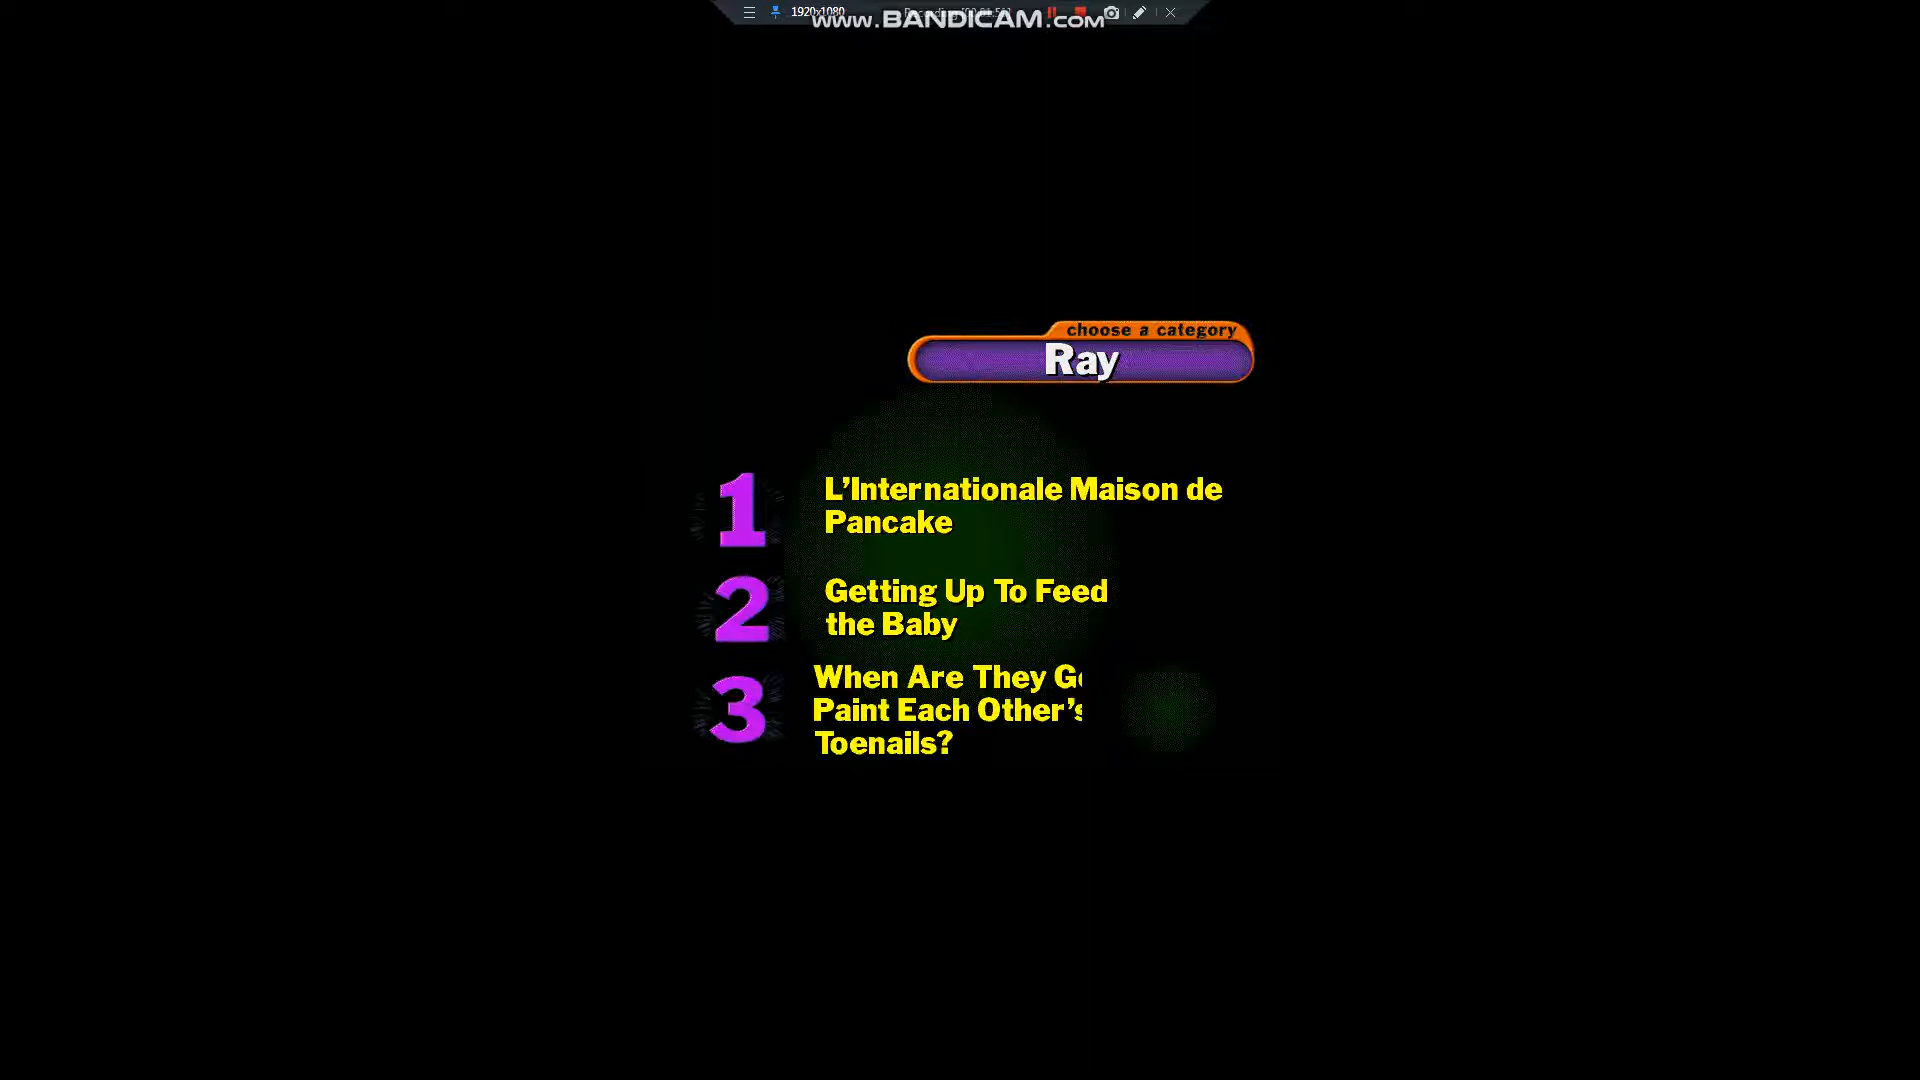 1920x1080
www.BANDICAM.com
choose a category
Ray
1
L’Internationale Maison de
Pancake
2
Getting Up To Feed
the Baby
3
When Are They
Paint Each Other’s
Toenails?